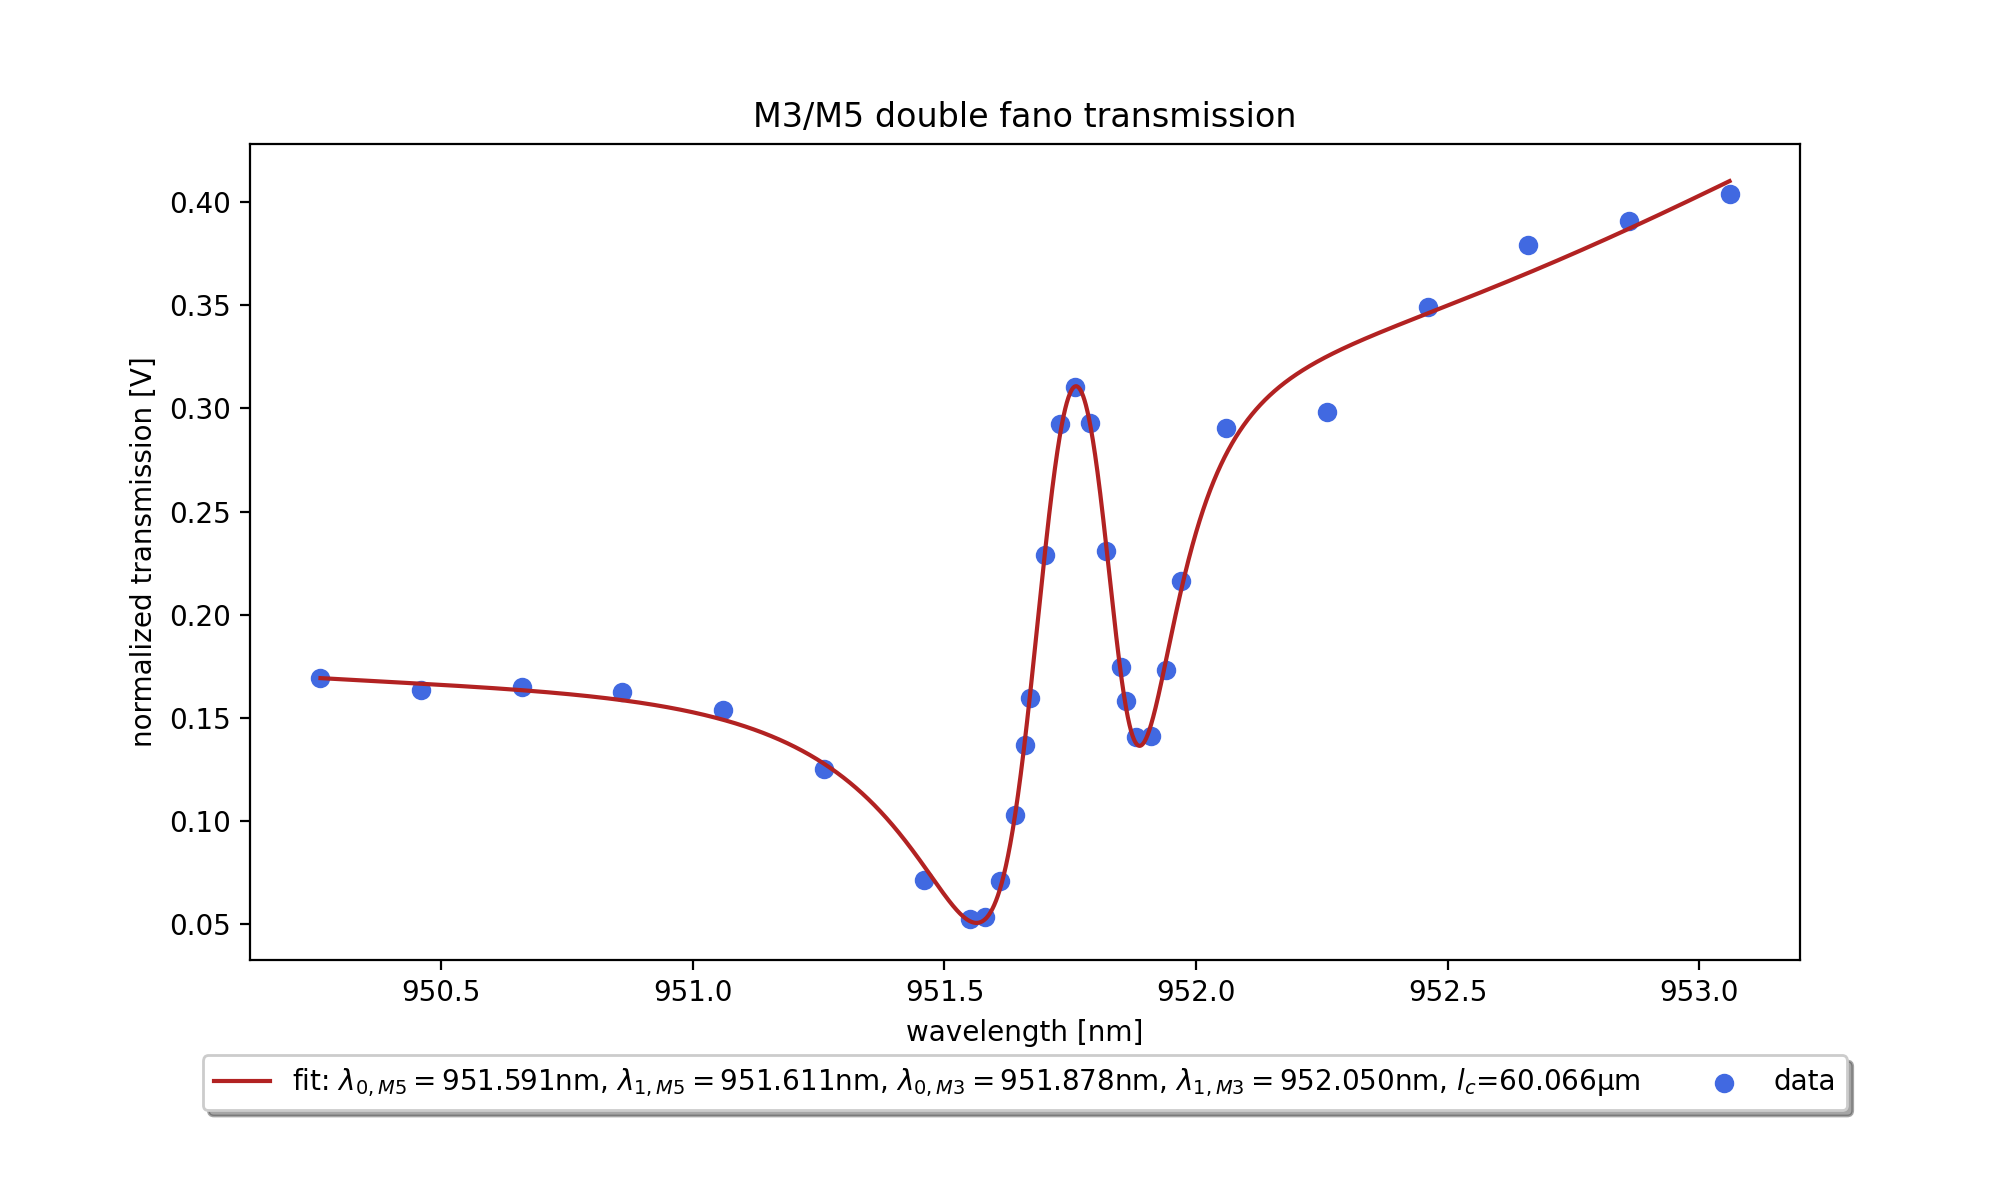 M3/M5 double fano transmission
normalized transmission [V]
0.40
0.35
0.30
0.25
0.20
0.15
0.10
0.05
950.5 951.0 951.5 952.0 952.5 953.0
wavelength [nm]
fit: λ₀,M5 = 951.591nm, λ₁,M5 = 951.611nm, λ₀,M3 = 951.878nm, λ₁,M3 = 952.050nm, l_c=60.066µm data